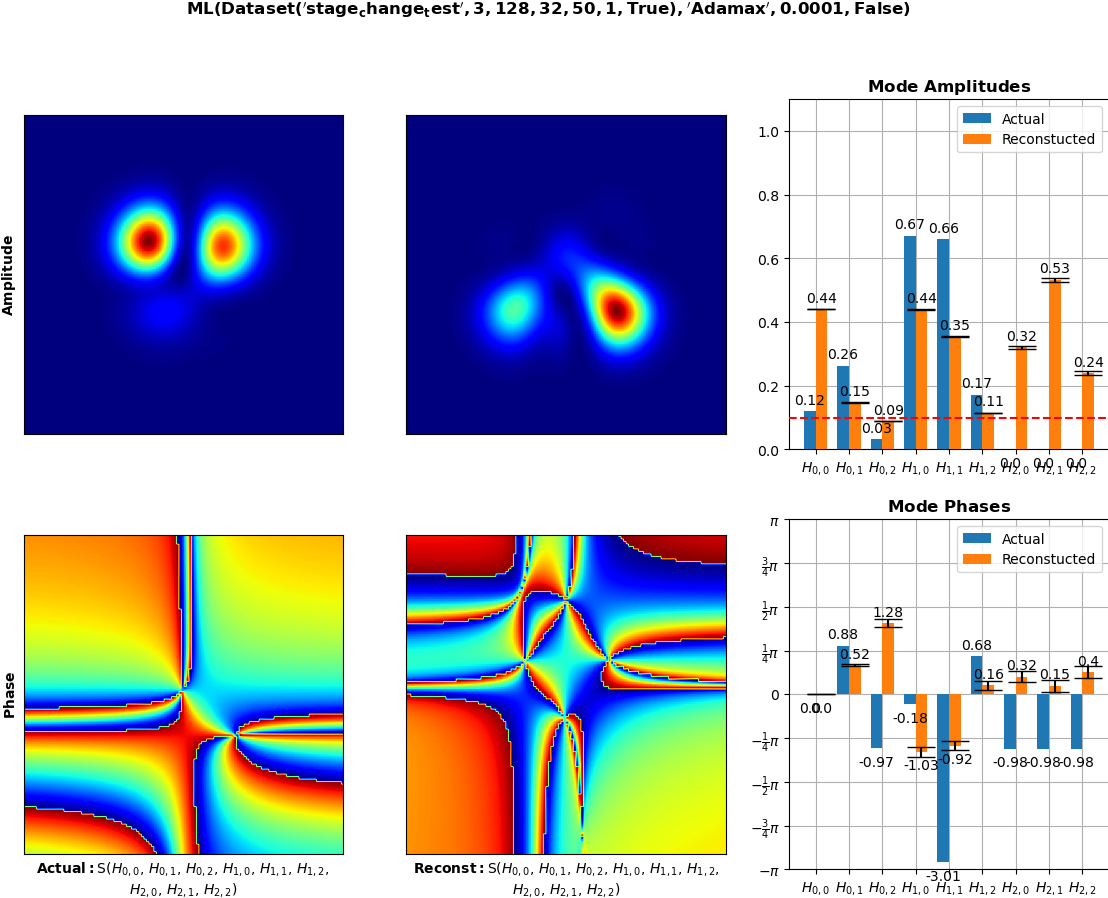 ML(Dataset('stage_change_test', 3, 128, 32, 50, 1, True), 'Adamax', 0.0001, False)
Amplitude
Mode Amplitudes
Actual
Reconstucted
1.0
0.8
0.6
0.4
0.2
0.0
0.12
0.44
0.26
0.15
0.03
0.09
0.67
0.44
0.66
0.35
0.17
0.11
0.0
0.32
0.0
0.53
0.0
0.24
H0,0 H0,1 H0,2 H1,0 H1,1 H1,2 H2,0 H2,1 H2,2
Phase
Actual: S(H0,0, H0,1, H0,2, H1,0, H1,1, H1,2,
H2,0, H2,1, H2,2)
Reconst: S(H0,0, H0,1, H0,2, H1,0, H1,1, H1,2,
H2,0, H2,1, H2,2)
Mode Phases
Actual
Reconstucted
π
3/4π
1/2π
1/4π
0
−1/4π
−1/2π
−3/4π
−π
0.0
0.0
0.88
0.52
-0.97
1.28
-0.18
-1.03
-3.01
-0.92
0.68
0.16
-0.98
0.32
-0.98
0.15
-0.98
0.4
H0,0 H0,1 H0,2 H1,0 H1,1 H1,2 H2,0 H2,1 H2,2